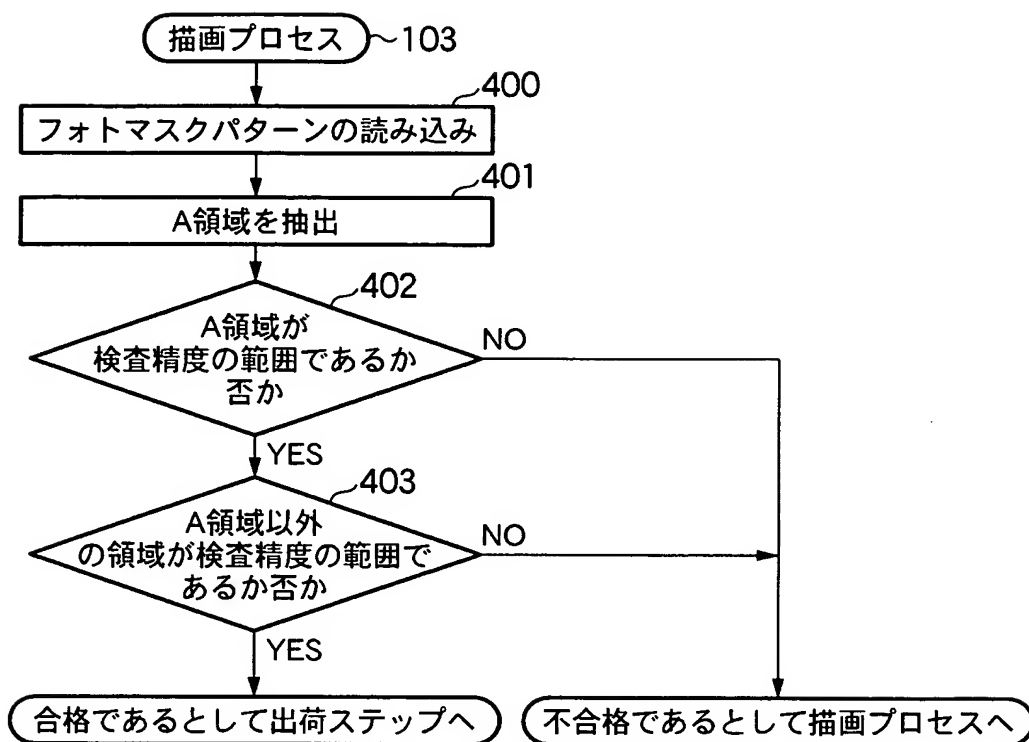 描画プロセス 103
400
フォトマスクパターンの読み込み
401
A領域を抽出
402
A領域が
検査精度の範囲であるか
否か
NO
YES
403
A領域以外
の領域が検査精度の範囲で
あるか否か
NO
YES
合格であるとして出荷ステップへ
不合格であるとして描画プロセスへ